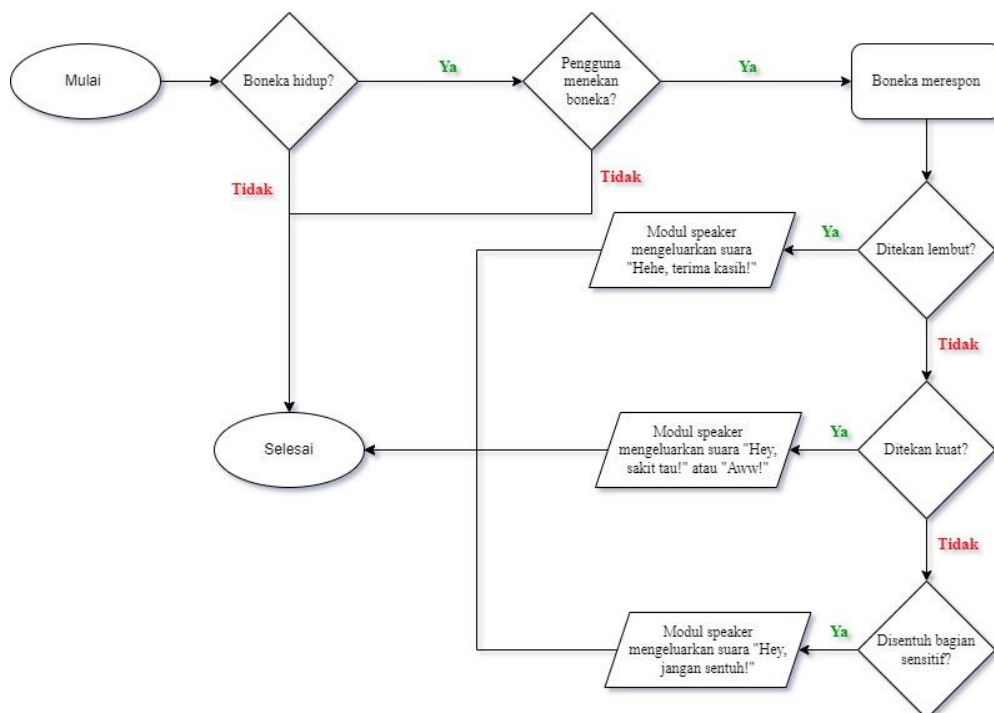 Mulai
Boneka hidup?
Ya
Pengguna
menekan
boneka?
Ya
Boneka merespon
Tidak
Tidak
Modul speaker
mengeluarkan suara
"Hehe, terima kasih!"
Ya
Ditekan lembut?
Tidak
Selesai
Modul speaker
mengeluarkan suara "Hey,
sakit tau!" atau "Aww!"
Ya
Ditekan kuat?
Tidak
Modul speaker
mengeluarkan suara "Hey,
jangan sentuh!"
Ya
Disentuh bagian
sensitif?